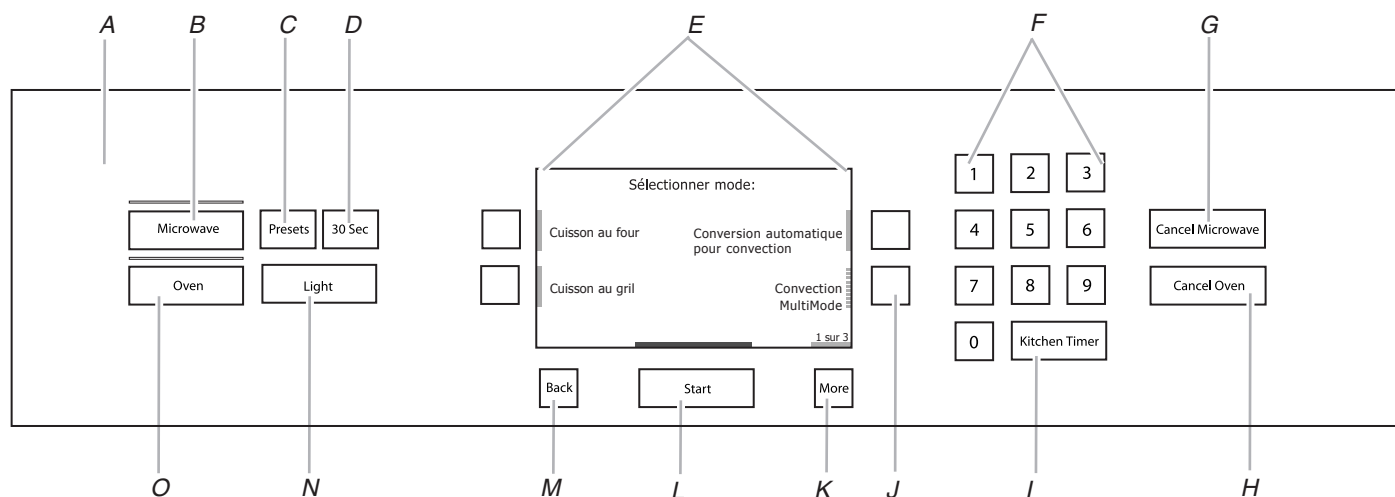 A B C D E F G
Sélectionner mode:
1 2 3
Microwave Presets 30 Sec
Cuisson au four
Conversion automatique
pour convection
4 5 6
Cancel Microwave
Oven Light
Cuisson au gril
Convection
MultiMode
7 8 9
Cancel Oven
1 sur 3
0 Kitchen Timer
Back Start More
O N M L K J I H